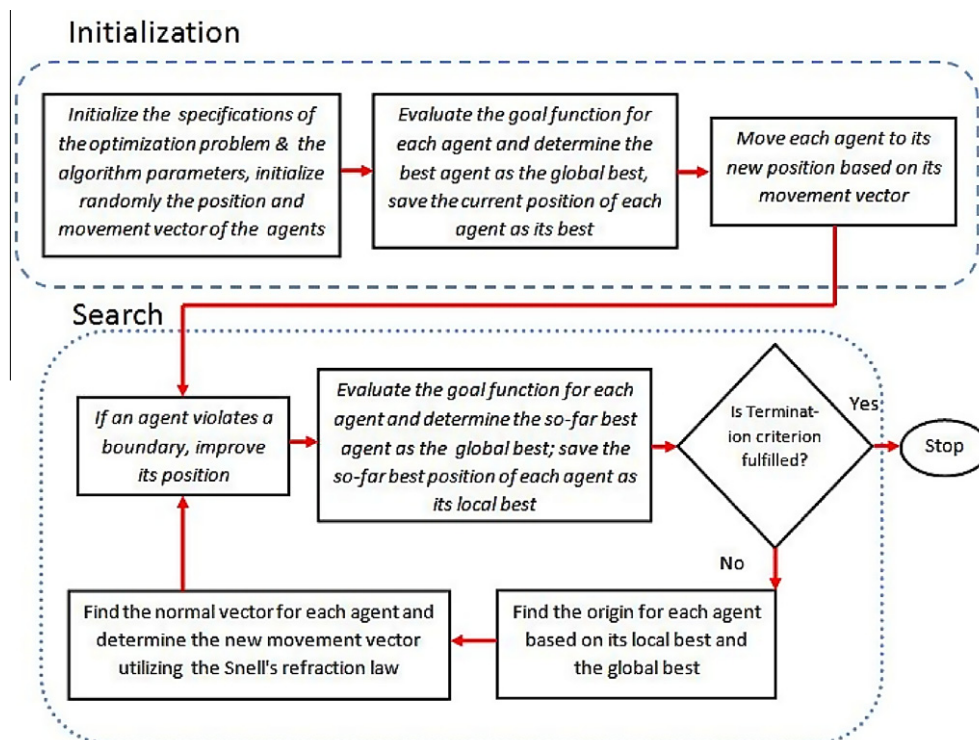 Initialization
Initialize the specifications of
the optimization problem & the
algorithm parameters, initialize
randomly the position and
movement vector of the agents
Evaluate the goal function for
each agent and determine the
best agent as the global best,
save the current position of each
agent as its best
Move each agent to its
new position based on its
movement vector
Search
If an agent violates a
boundary, improve
its position
Evaluate the goal function for each
agent and determine the so-far best
agent as the global best; save the
so-far best position of each agent as
its local best
Is Terminat-
ion criterion
fulfilled?
Yes
Stop
No
Find the origin for each agent
based on its local best and
the global best
Find the normal vector for each agent and
determine the new movement vector
utilizing the Snell's refraction law